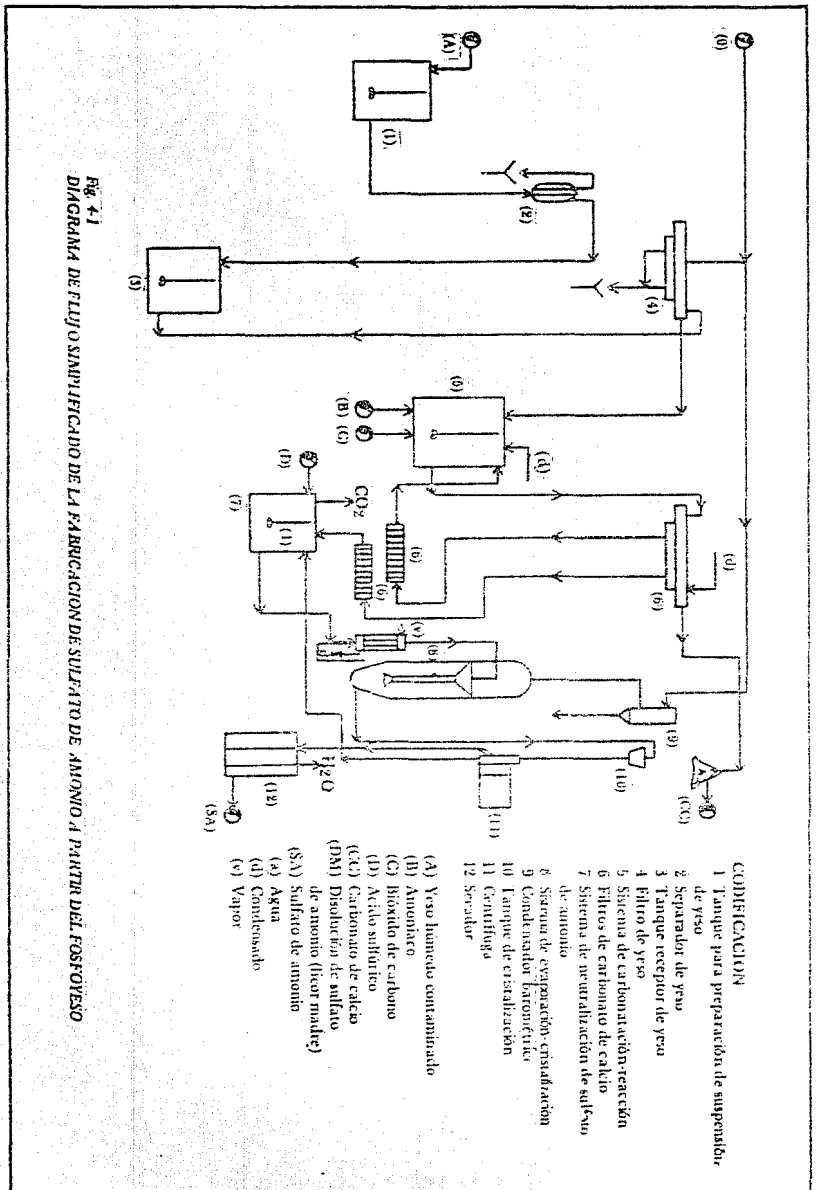 (0)
(A)
(1)
(2)
(3)
(4)
(5)
(B)
(C)
(d)
(D)
CO2
(7)
(1)
(6)
(6)
(6)
(d)
(v)
(8)
(9)
(10)
(11)
(12)
H2O
(SA)
A
(CC)
CODIFICACION
1 Tanque para preparación de suspensión
de yeso
2 Separador de yeso
3 Tanque receptor de yeso
4 Filtro de yeso
5 Sistema de carbonatación-reacción
6 Filtros de carbonato de calcio
7 Sistema de neutralización de sulfato
de amonio
8 Sistema de evaporación-cristalización
9 Condensador barométrico
10 Tanque de cristalización
11 Centrífuga
12 Secador
(A) Yeso húmedo contaminado
(B) Amoniaco
(C) Bióxido de carbono
(D) Acido sulfúrico
(CC) Carbonato de calcio
(DM) Disolución de sulfato
de amonio (licor madre)
(SA) Sulfato de amonio
(a) Agua
(d) Condensado
(v) Vapor
Fig. 4-1
DIAGRAMA DE FLUJO SIMPLIFICADO DE LA FABRICACION DE SULFATO DE AMONIO A PARTIR DEL FOSFOYESO